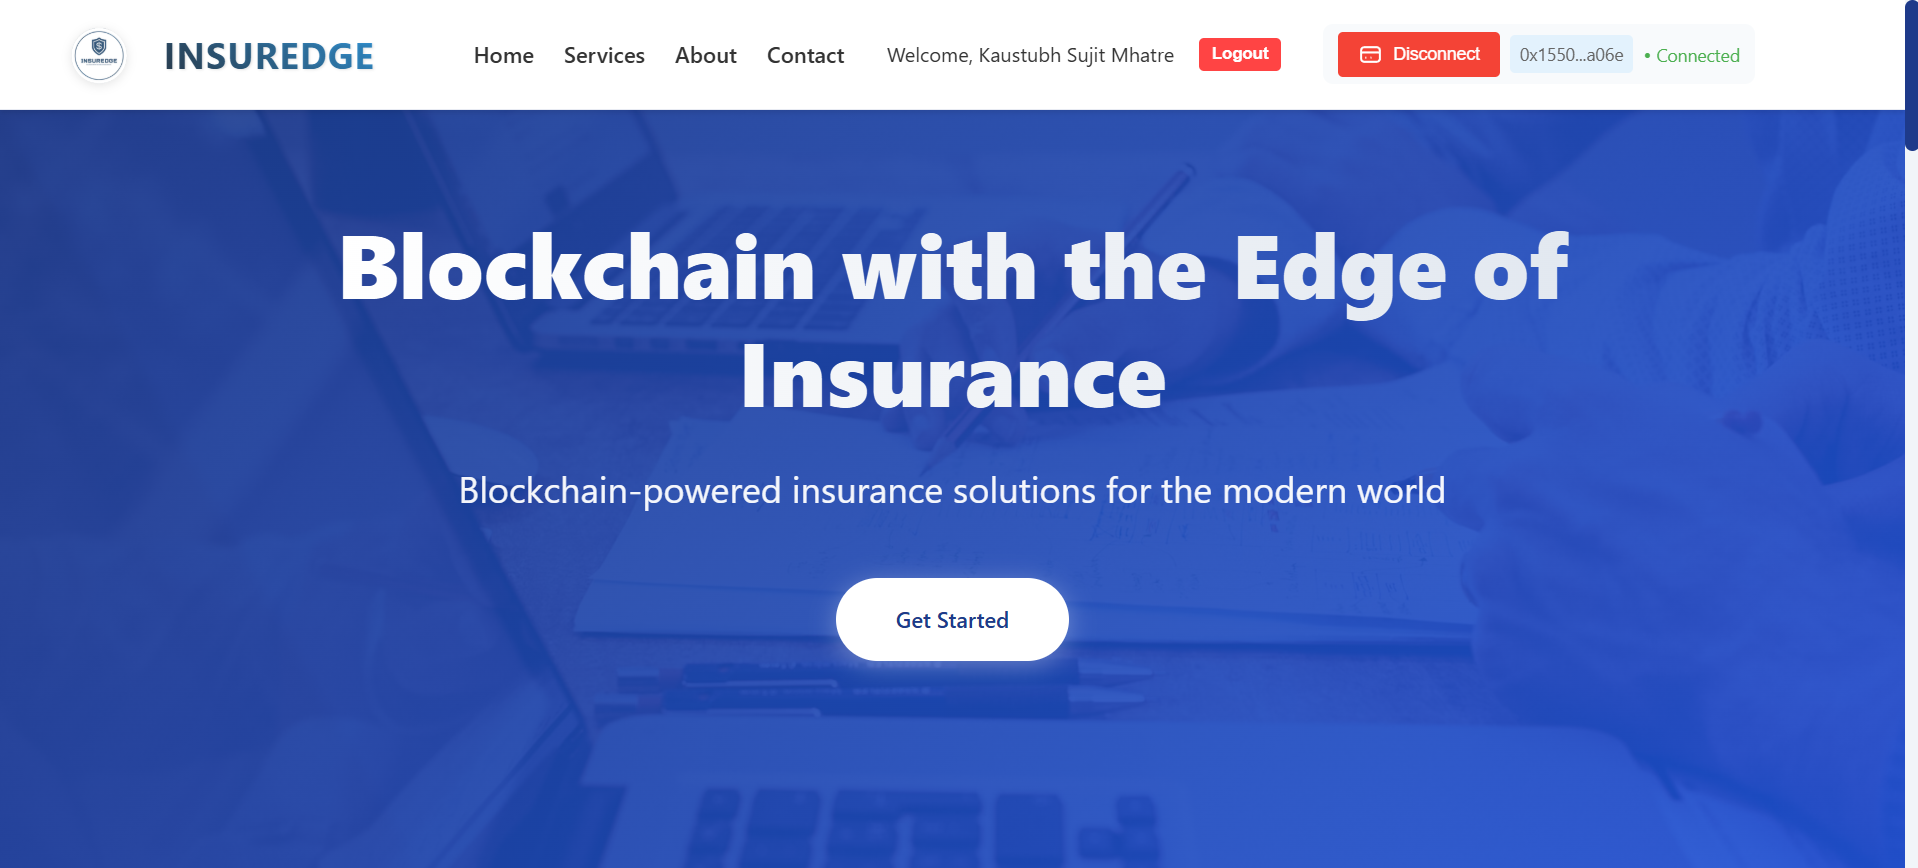 INSUREDGE
INSUREDGE
Home Services About Contact Welcome, Kaustubh Sujit Mhatre Logout Disconnect 0x1550...a06e • Connected
Blockchain with the Edge of
Insurance
Blockchain-powered insurance solutions for the modern world
Get Started